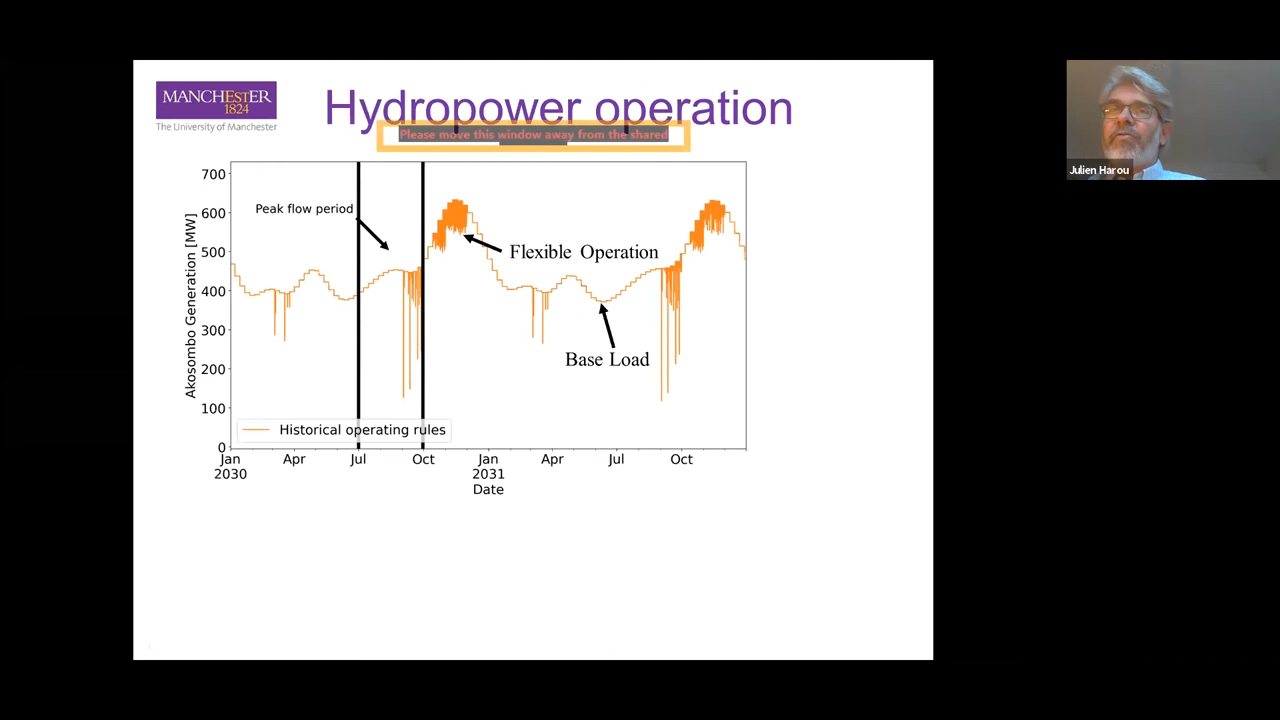 MANCHESTER
1824
The University of Manchester
Hydropower operation
Please move this window away from the shared
Julien Harou
700
600
500
400
300
200
100
0
Akosombo Generation [MW]
Peak flow period
Flexible Operation
Base Load
Historical operating rules
Jan Apr Jul Oct Jan Apr Jul Oct
2030 2031
Date